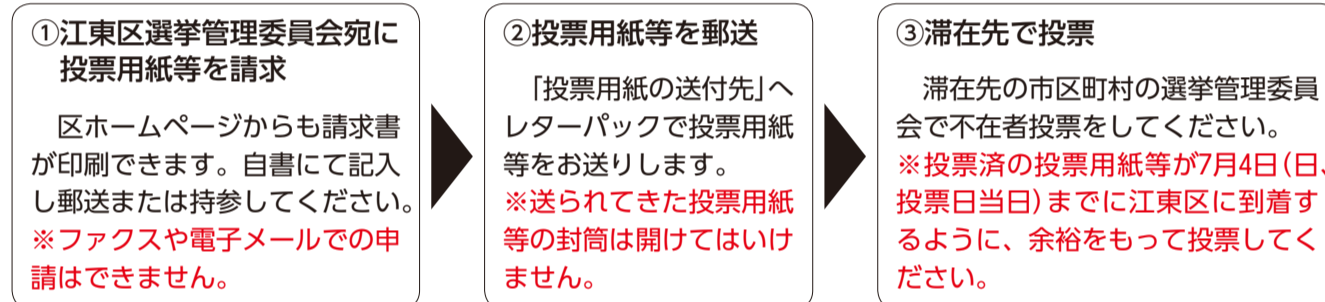 ①江東区選挙管理委員会宛に
投票用紙等を請求
区ホームページからも請求書
が印刷できます。自書にて記入
し郵送または持参してください。
※ファクスや電子メールでの申
請はできません。
②投票用紙等を郵送
「投票用紙の送付先」へ
レターパックで投票用紙
等をお送りします。
※送られてきた投票用紙
等の封筒は開けてはいけ
ません。
③滞在先で投票
滞在先の市区町村の選挙管理委員
会で不在者投票をしてください。
※投票済の投票用紙等が7月4日(日、
投票日当日)までに江東区に到着す
るように、余裕をもって投票してく
ださい。